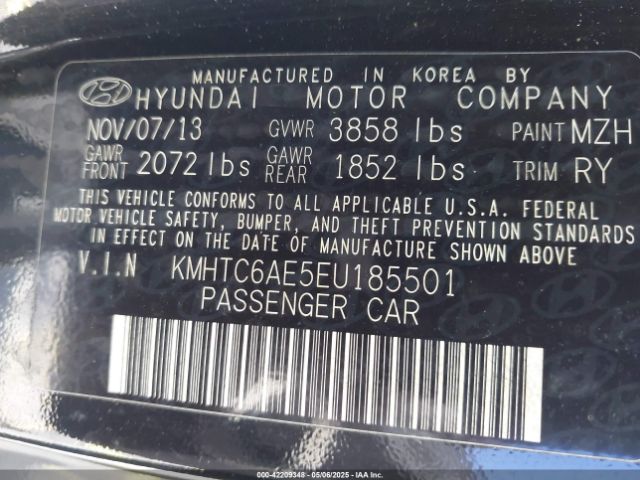 MANUFACTURED IN KOREA BY
HYUNDAI MOTOR COMPANY
NOV/07/13 GVWR 3858 lbs PAINT MZH
GAWR FRONT 2072 lbs GAWR REAR 1852 lbs TRIM RY
THIS VEHICLE CONFORMS TO ALL APPLICABLE U.S.A. FEDERAL
MOTOR VEHICLE SAFETY, BUMPER, AND THEFT PREVENTION STANDARDS
IN EFFECT ON THE DATE OF MANUFACTURE SHOWN ABOVE
V.I.N KMHTC6AE5EU185501
PASSENGER CAR
000-42209348 - 05/06/2025 - IAAI.COM